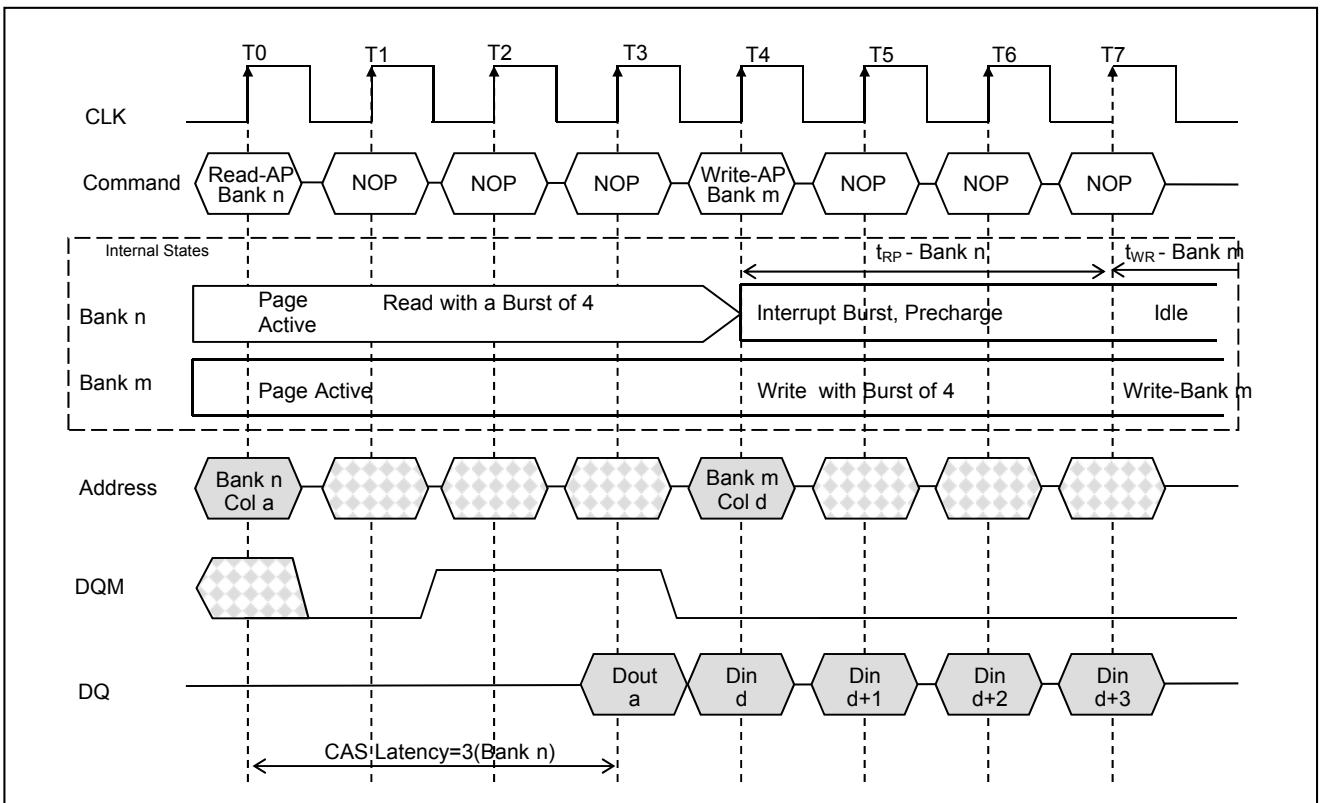 T0 T1 T2 T3 T4 T5 T6 T7
CLK
Command
Read-AP
Bank n
NOP
NOP
NOP
Write-AP
Bank m
NOP
NOP
NOP
Internal States
tRP - Bank n
tWR - Bank m
Bank n
Page
Active
Read with a Burst of 4
Interrupt Burst, Precharge
Idle
Bank m
Page Active
Write with Burst of 4
Write-Bank m
Address
Bank n
Col a
Bank m
Col d
DQM
DQ
Dout
a
Din
d
Din
d+1
Din
d+2
Din
d+3
CAS Latency=3(Bank n)